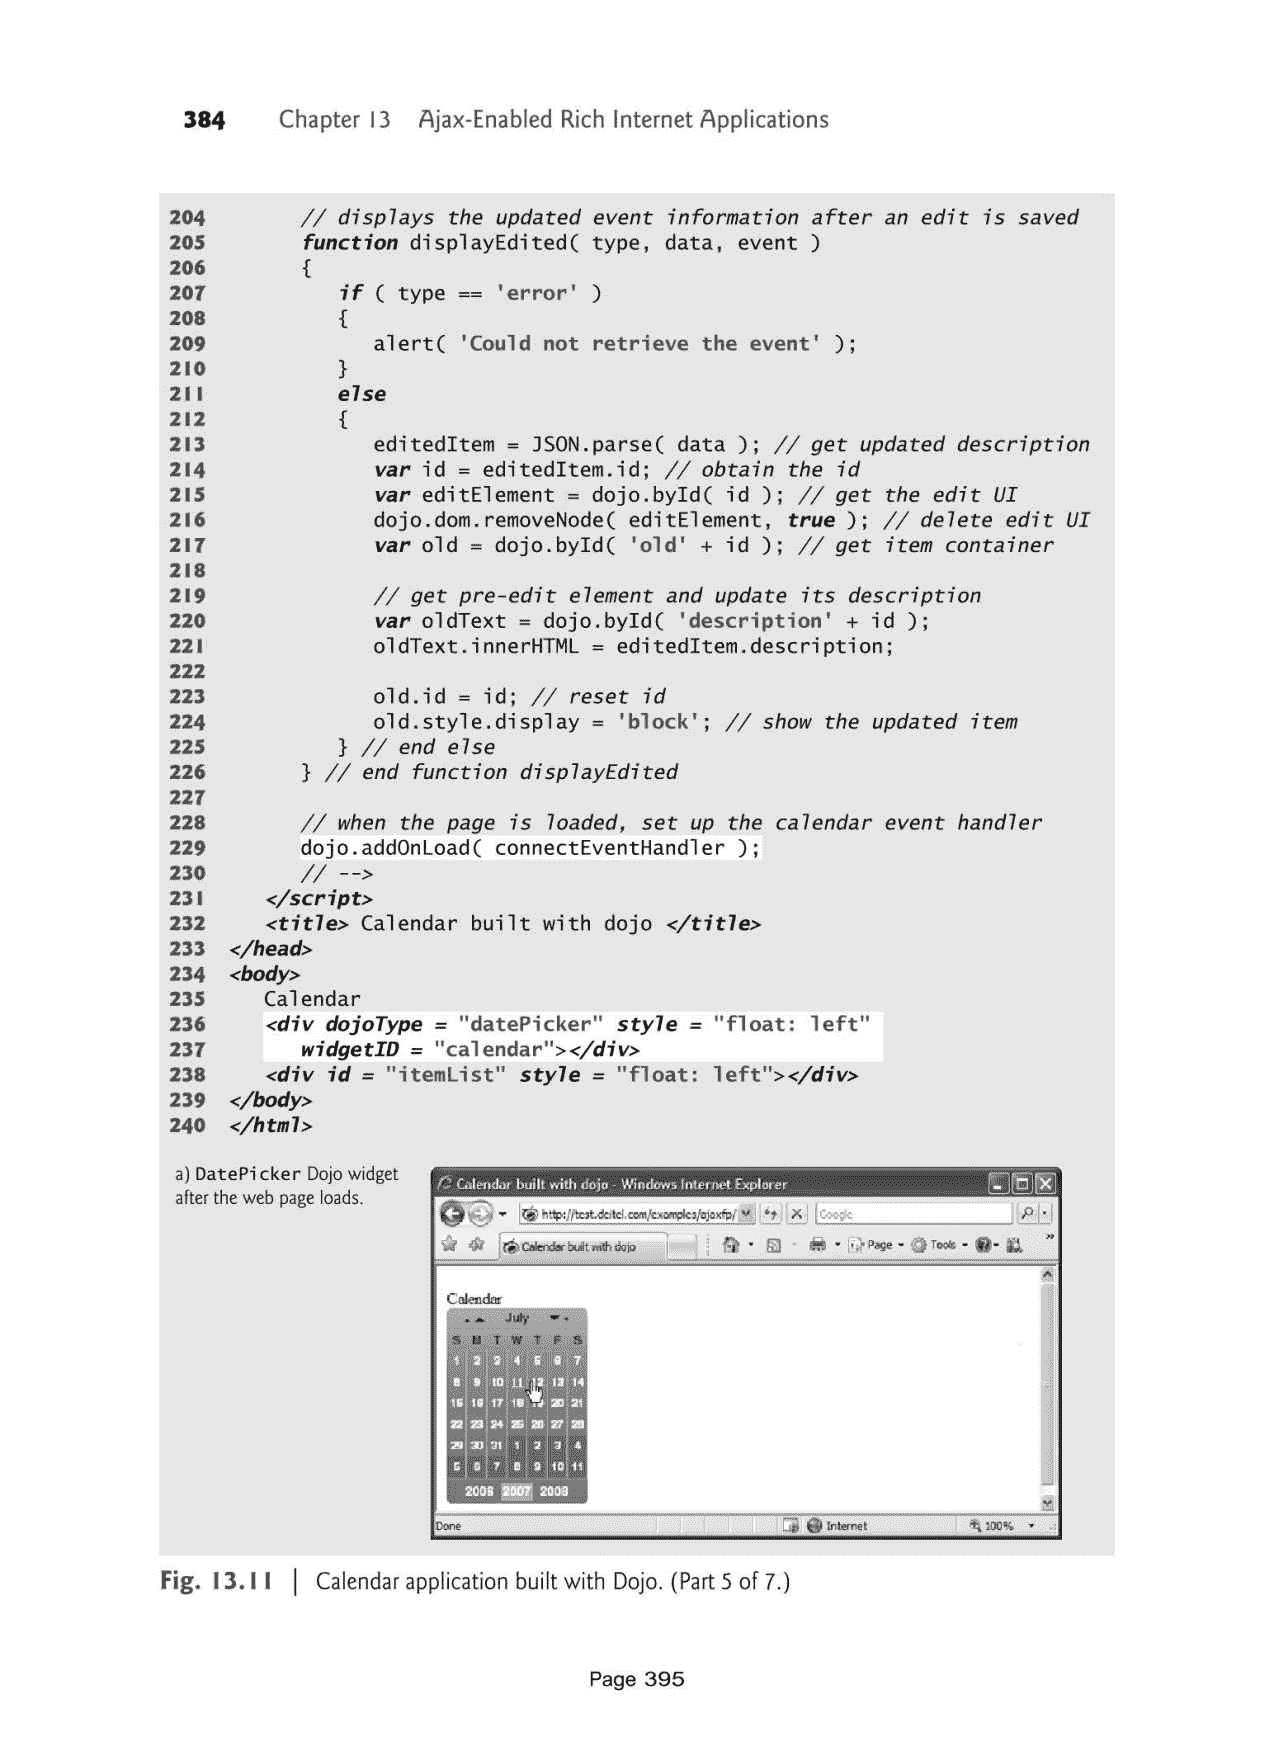 384 Chapter 13 Ajax-Enabled Rich Internet Applications
204 // displays the updated event information after an edit is saved
205 function displayEdited( type, data, event )
206 {
207 if ( type == 'error' )
208 {
209 alert( 'Could not retrieve the event' );
210 }
211 else
212 {
213 editedItem = JSON.parse( data ); // get updated description
214 var id = editedItem.id; // obtain the id
215 var editElement = dojo.byId( id ); // get the edit UI
216 dojo.dom.removeNode( editElement, true ); // delete edit UI
217 var old = dojo.byId( 'old' + id ); // get item container
218
219 // get pre-edit element and update its description
220 var oldText = dojo.byId( 'description' + id );
221 oldText.innerHTML = editedItem.description;
222
223 old.id = id; // reset id
224 old.style.display = 'block'; // show the updated item
225 } // end else
226 } // end function displayEdited
227
228 // when the page is loaded, set up the calendar event handler
229 dojo.addOnLoad( connectEventHandler );
230 // -->
231 </script>
232 <title> Calendar built with dojo </title>
233 </head>
234 <body>
235 Calendar
236 <div dojoType = "datePicker" style = "float: left"
237 widgetID = "calendar"></div>
238 <div id = "itemList" style = "float: left"></div>
239 </body>
240 </html>
a) DatePicker Dojo widget
after the web page loads.
Calendar built with dojo - Windows Internet Explorer
http://test.deitel.com/examples/ajaxfp/
Google
Calendar built with dojo
Page Tools
Calendar
July
S M T W T F S
1 2 3 4 5 6 7
8 9 10 11 12 13 14
15 16 17 18 19 20 21
22 23 24 25 26 27 28
29 30 31 1 2 3 4
5 6 7 8 9 10 11
2006 2007 2008
Done
Internet
100%
Fig. 13.11 | Calendar application built with Dojo. (Part 5 of 7.)
Page 395